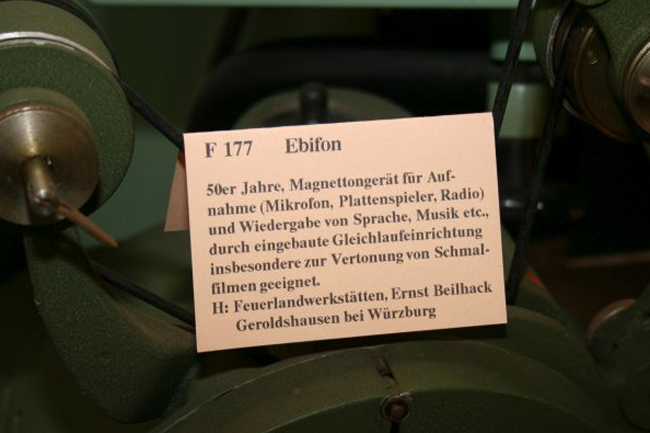 F 177 Ebifon
50er Jahre, Magnettongerät für Auf-
nahme (Mikrofon, Plattenspieler, Radio)
und Wiedergabe von Sprache, Musik etc.,
durch eingebaute Gleichlaufeinrichtung
insbesondere zur Vertonung von Schmal-
filmen geeignet.
H: Feuerlandwerkstätten, Ernst Beilhack
Geroldshausen bei Würzburg